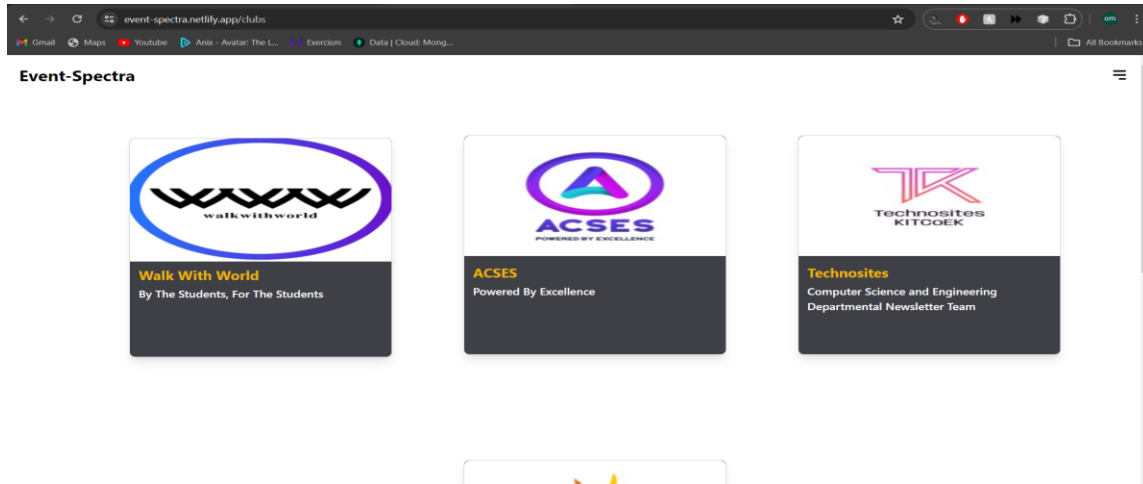 event-spectra.netlify.app/clubs
om
Gmail Maps Youtube Anix - Avatar: The L... Exercism Data | Cloud: Mong... All Bookmarks
Event-Spectra
walkwithworld
Walk With World
By The Students, For The Students
ACSES
POWERED BY EXCELLENCE
ACSES
Powered By Excellence
TK
Technosites
KITCoEK
Technosites
Computer Science and Engineering
Departmental Newsletter Team